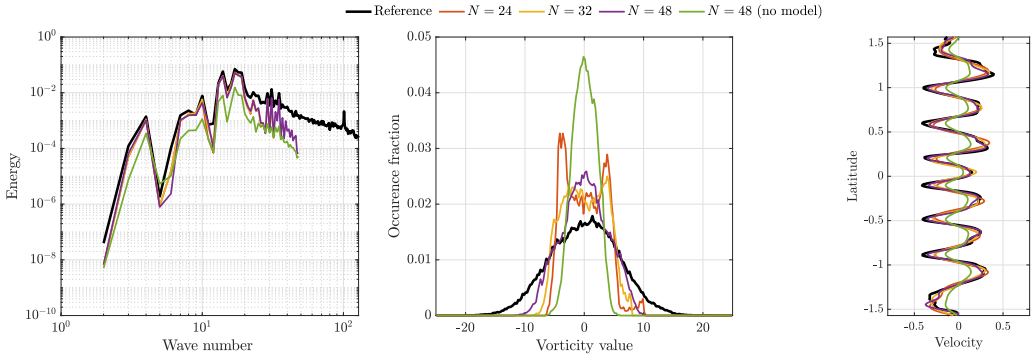 Reference N = 24 N = 32 N = 48 N = 48 (no model)
10^0
10^-2
10^-4
10^-6
10^-8
10^-10
Energy
10^0 10^1 10^2
Wave number
0.05
0.04
0.03
0.02
0.01
0
Occurence fraction
-20 -10 0 10 20
Vorticity value
1.5
1
0.5
0
-0.5
-1
-1.5
Latitude
-0.5 0 0.5
Velocity